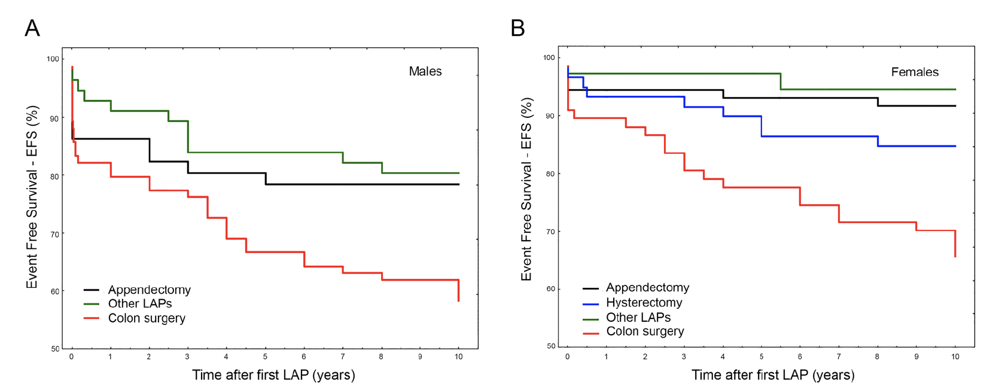 A
Males
Event Free Survival - EFS (%)
100
90
80
70
60
50
Appendectomy
Other LAPs
Colon surgery
0 1 2 3 4 5 6 7 8 9 10
Time after first LAP (years)
B
Females
Event Free Survival - EFS (%)
100
90
80
70
60
50
Appendectomy
Hysterectomy
Other LAPs
Colon surgery
0 1 2 3 4 5 6 7 8 9 10
Time after first LAP (years)